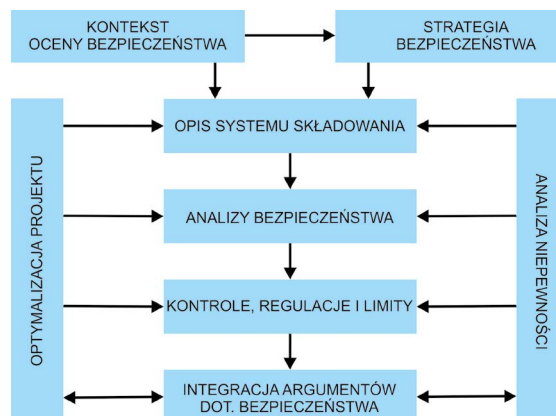 KONTEKST
OCENY BEZPIECZEŃSTWA
STRATEGIA
BEZPIECZEŃSTWA
OPIS SYSTEMU SKŁADOWANIA
ANALIZY BEZPIECZEŃSTWA
KONTROLE, REGULACJE I LIMITY
INTEGRACJA ARGUMENTÓW
DOT. BEZPIECZEŃSTWA
OPTYMALIZACJA PROJEKTU
ANALIZA NIEPEWNOŚCI